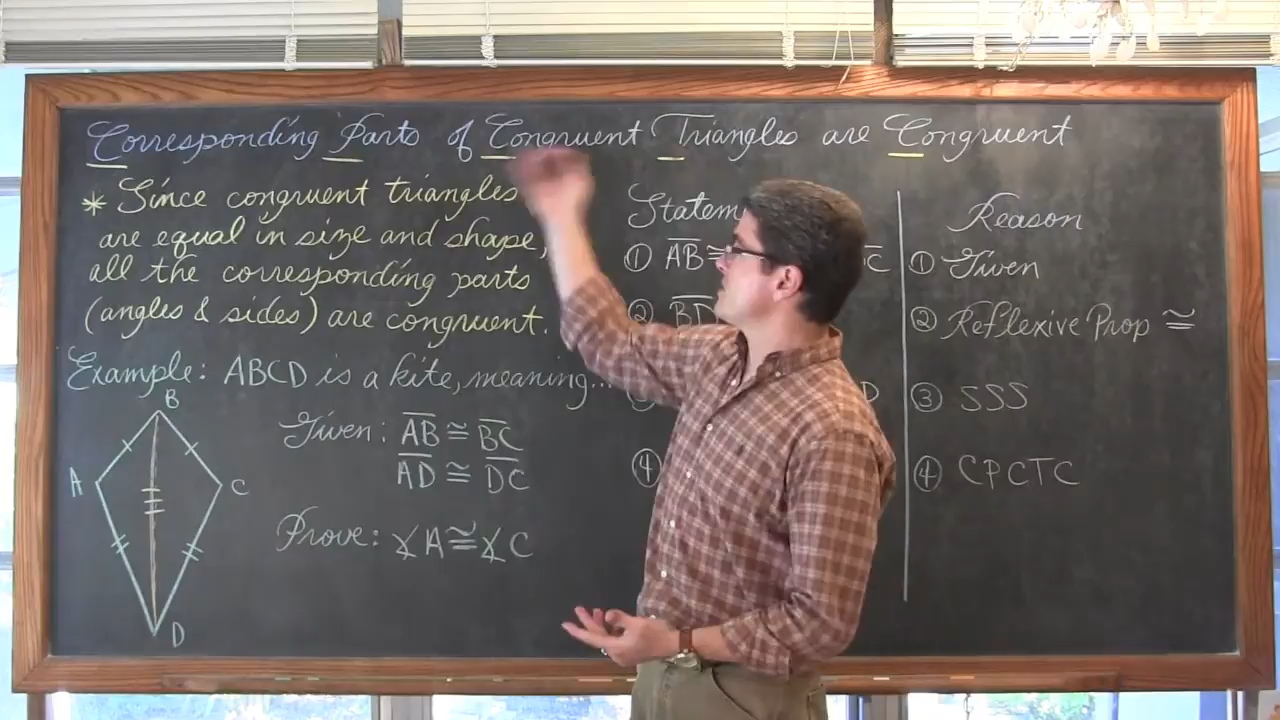 Corresponding Parts of Congruent Triangles are Congruent
* Since congruent triangles
are equal in size and shape,
all the corresponding parts
(angles & sides) are congruent.
Example: ABCD is a kite, meaning...
Given: AB ≅ BC
AD ≅ DC
Prove: ∡A ≅ ∡C
B
A
C
D
Statem
① AB ≅ C
② BD
D
④
Reason
① Given
② Reflexive Prop ≅
③ SSS
④ CPCTC